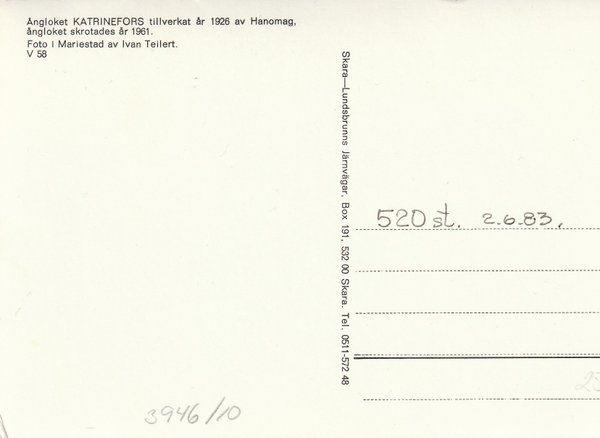 Ångloket KATRINEFORS tillverkat år 1926 av Hanomag,
ångloket skrotades år 1961.
Foto i Mariestad av Ivan Teilert.
V 58
Skara—Lundsbrunns Järnvägar, Box 191, 532 00 Skara. Tel. 0511-572 48
520 st. 2.6.83.
3946/10